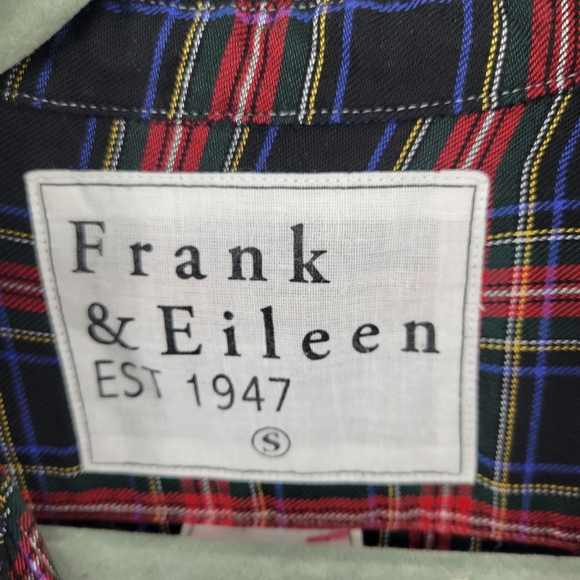 Frank
& Eileen
EST 1947
S